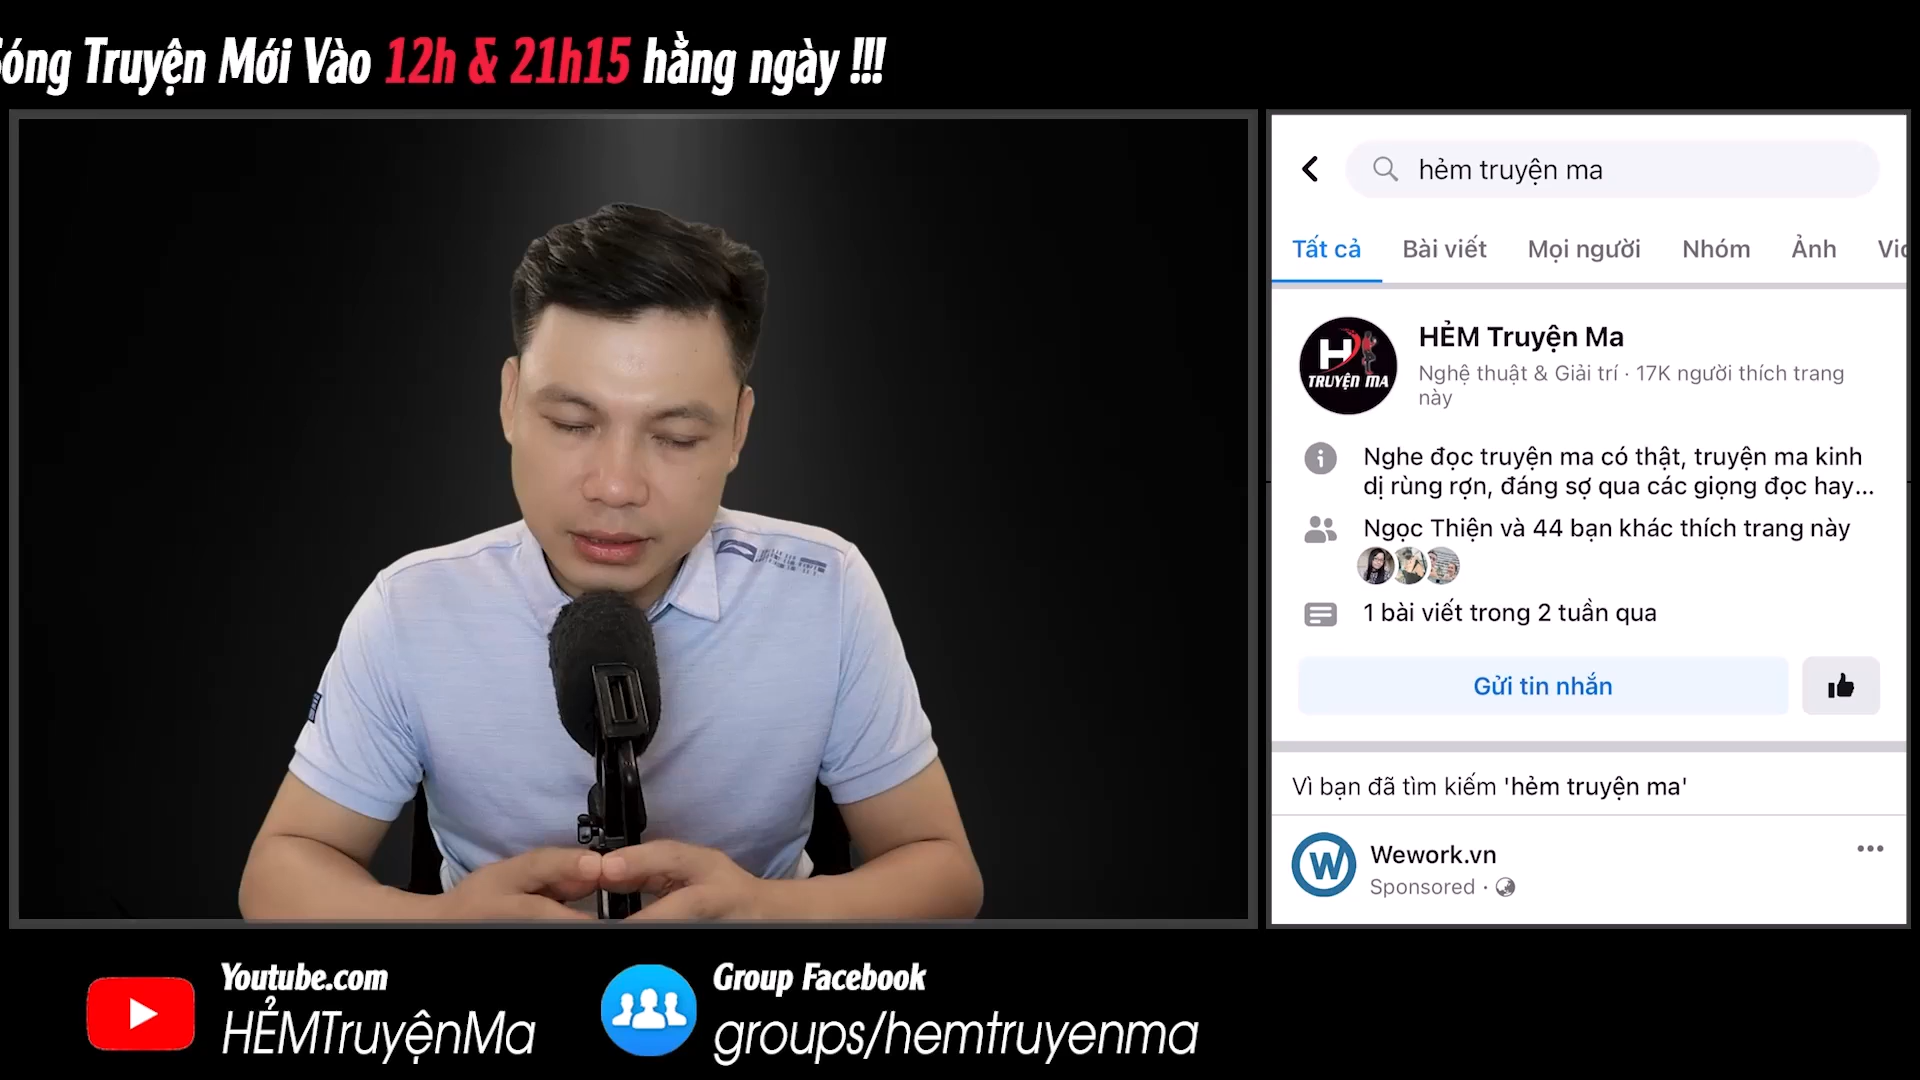 Truyện Mới Vào 12h & 21h15 hằng ngày !!!
hẻm truyện ma
Tất cả Bài viết Mọi người Nhóm Ảnh
H
TRUYỆN MA
HẺM Truyện Ma
Nghệ thuật & Giải trí · 17K người thích trang
này
Nghe đọc truyện ma có thật, truyện ma kinh
dị rùng rợn, đáng sợ qua các giọng đọc hay...
Ngọc Thiện và 44 bạn khác thích trang này
1 bài viết trong 2 tuần qua
Gửi tin nhắn
Vì bạn đã tìm kiếm 'hẻm truyện ma'
W
Wework.vn
Sponsored ·
Youtube.com
HẺMTruyệnMa
Group Facebook
groups/hemtruyenma